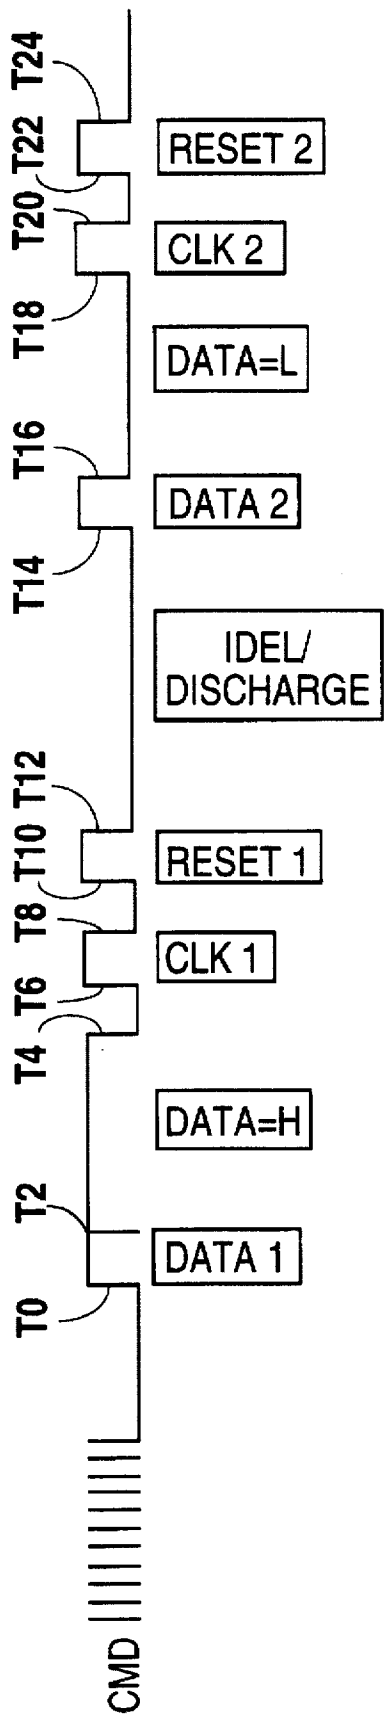 T0
T2
T4
T6
T8
T10
T12
T14
T16
T18
T20
T22
T24
CMD
DATA 1
DATA=H
CLK 1
RESET 1
IDEL/
DISCHARGE
DATA 2
DATA=L
CLK 2
RESET 2